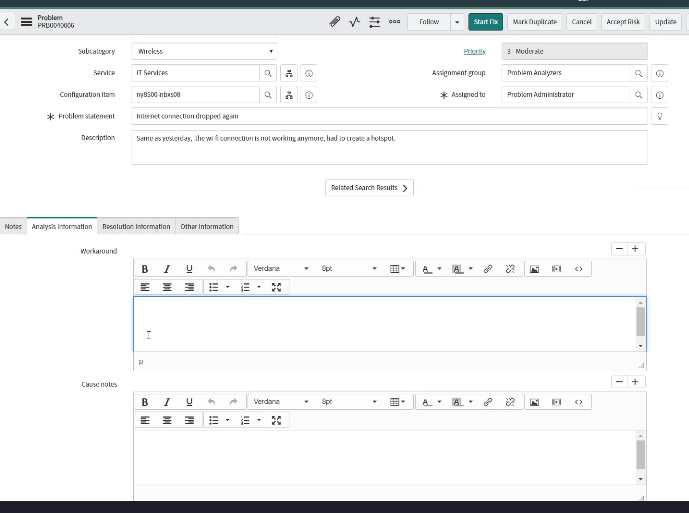 Problem
PRB0040006
Follow
Start Fix
Mark Duplicate
Cancel
Accept Risk
Update
Subcategory
Wireless
Priority
3 - Moderate
Service
IT Services
Assignment group
Problem Analyzers
Configuration item
ny8500-nbxs08
Assigned to
Problem Administrator
Problem statement
Internet connection dropped again
Description
Same as yesterday, the wi-fi connection is not working anymore, had to create a hotspot.
Related Search Results
Notes
Analysis Information
Resolution Information
Other Information
Workaround
B I U
Verdana
8pt
A A
P
Cause notes
B I U
Verdana
8pt
A A